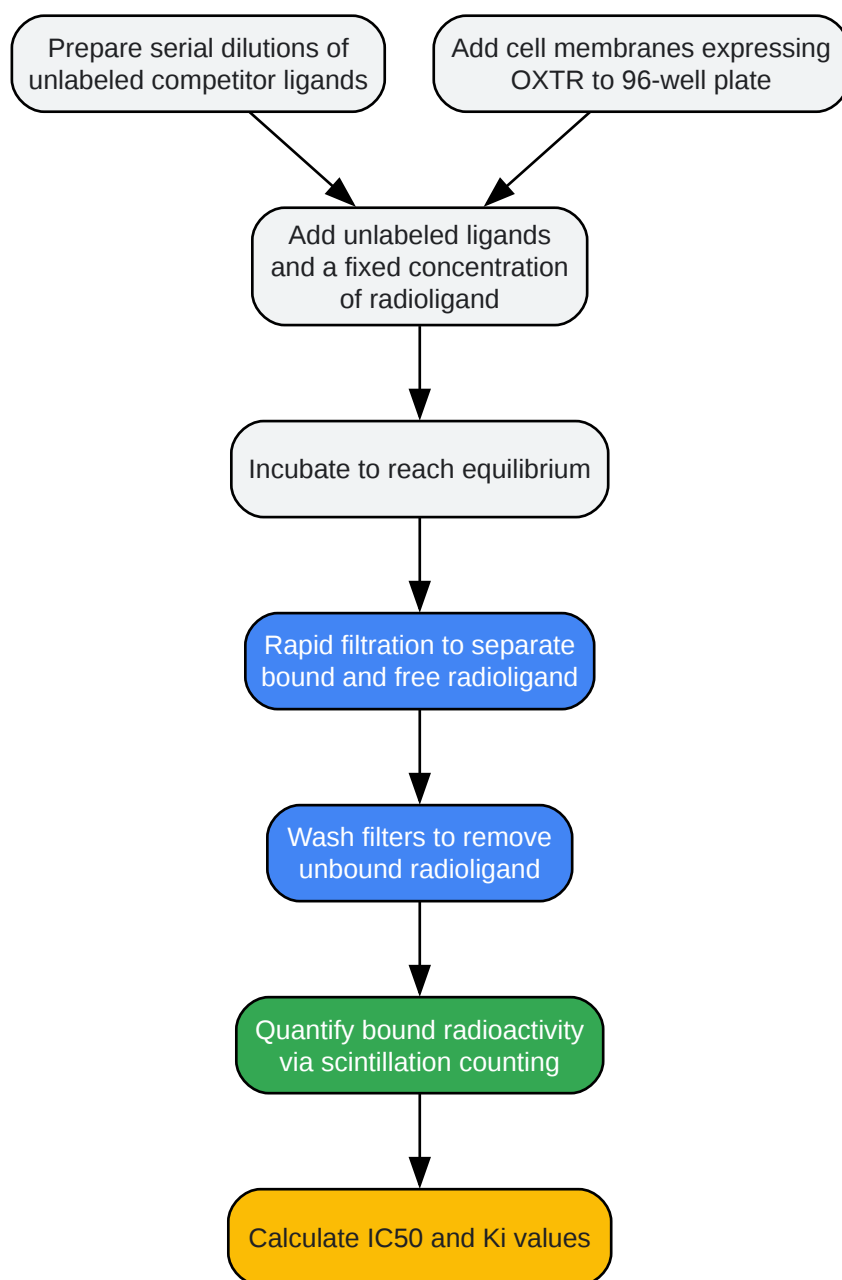 Prepare serial dilutions of
unlabeled competitor ligands
Add cell membranes expressing
OXTR to 96-well plate
Add unlabeled ligands
and a fixed concentration
of radioligand
Incubate to reach equilibrium
Rapid filtration to separate
bound and free radioligand
Wash filters to remove
unbound radioligand
Quantify bound radioactivity
via scintillation counting
Calculate IC50 and Ki values